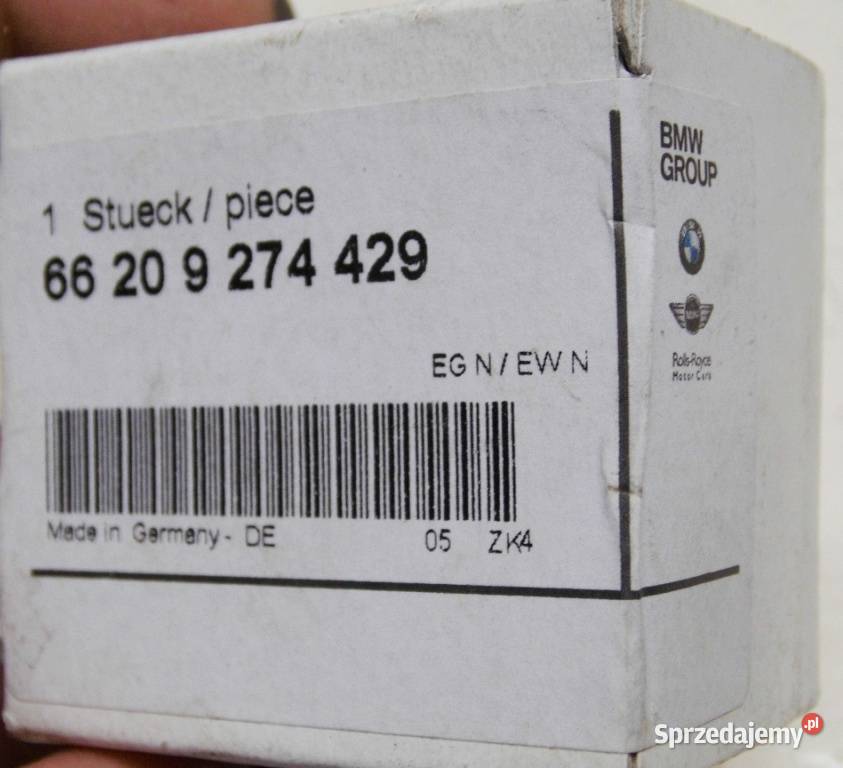 1 Stueck / piece
66 20 9 274 429
EG N / EW N
Made in Germany - DE 05 ZK4
BMW
GROUP
MINI
Rolls-Royce
Motor Cars
Sprzedajemy.pl